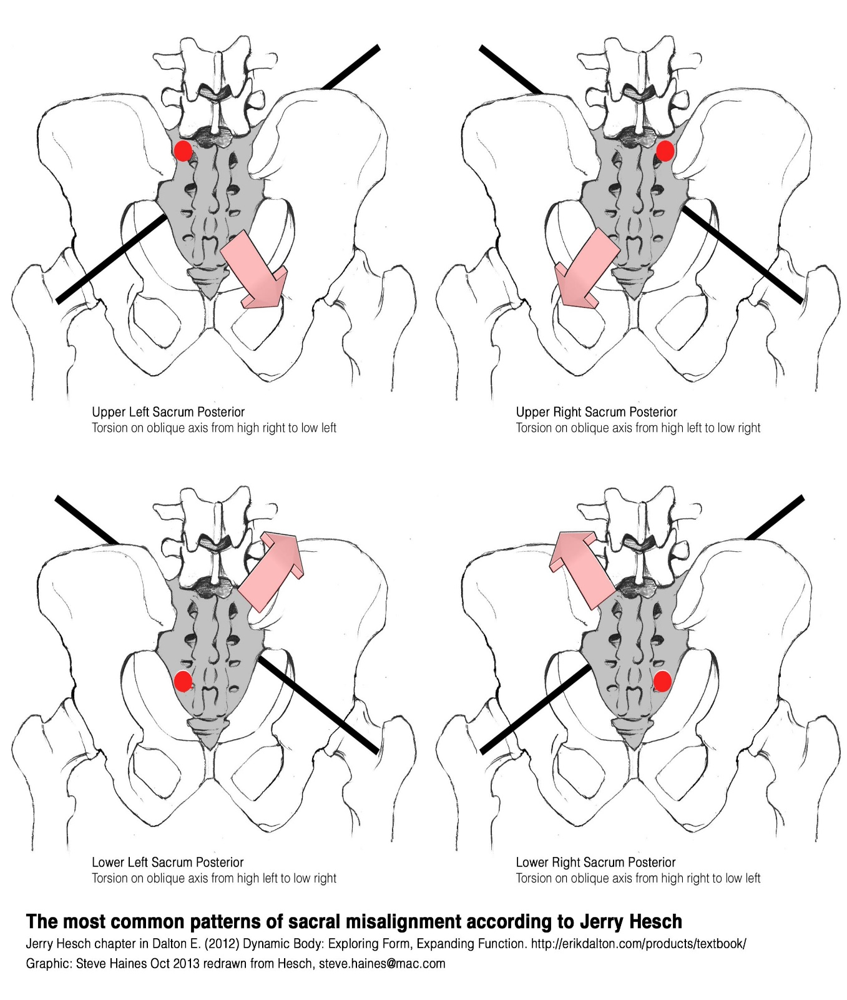 Upper Left Sacrum Posterior
Torsion on oblique axis from high right to low left
Upper Right Sacrum Posterior
Torsion on oblique axis from high left to low right
Lower Left Sacrum Posterior
Torsion on oblique axis from high left to low right
Lower Right Sacrum Posterior
Torsion on oblique axis from high right to low left
The most common patterns of sacral misalignment according to Jerry Hesch
Jerry Hesch chapter in Dalton E. (2012) Dynamic Body: Exploring Form, Expanding Function. http://erikdalton.com/products/textbook/
Graphic: Steve Haines Oct 2013 redrawn from Hesch, steve.haines@mac.com